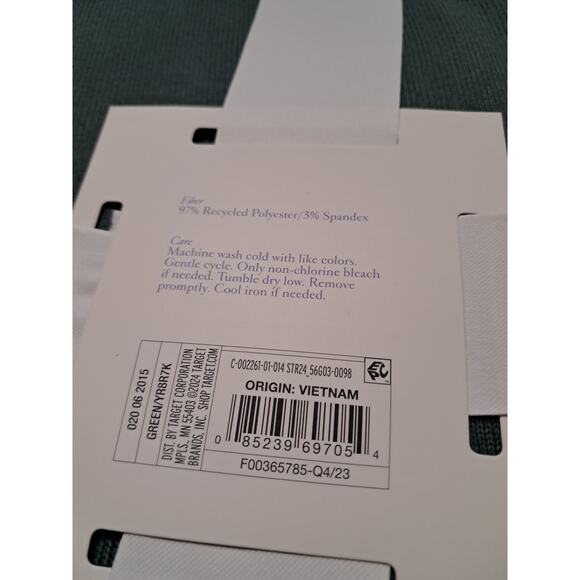 Fiber
97% Recycled Polyester/3% Spandex
Care
Machine wash cold with like colors.
Gentle cycle. Only non-chlorine bleach
if needed. Tumble dry low. Remove
promptly. Cool iron if needed.
020 06 2015
GREEN/YR8R7K
DIST. BY TARGET CORPORATION
MPLS, MN 55403 ©2024 TARGET
BRANDS, INC. SHOP TARGET.COM
C-002261-01-014 STR24_56G03-0098
ORIGIN: VIETNAM
0 85239 69705 4
F00365785-Q4/23